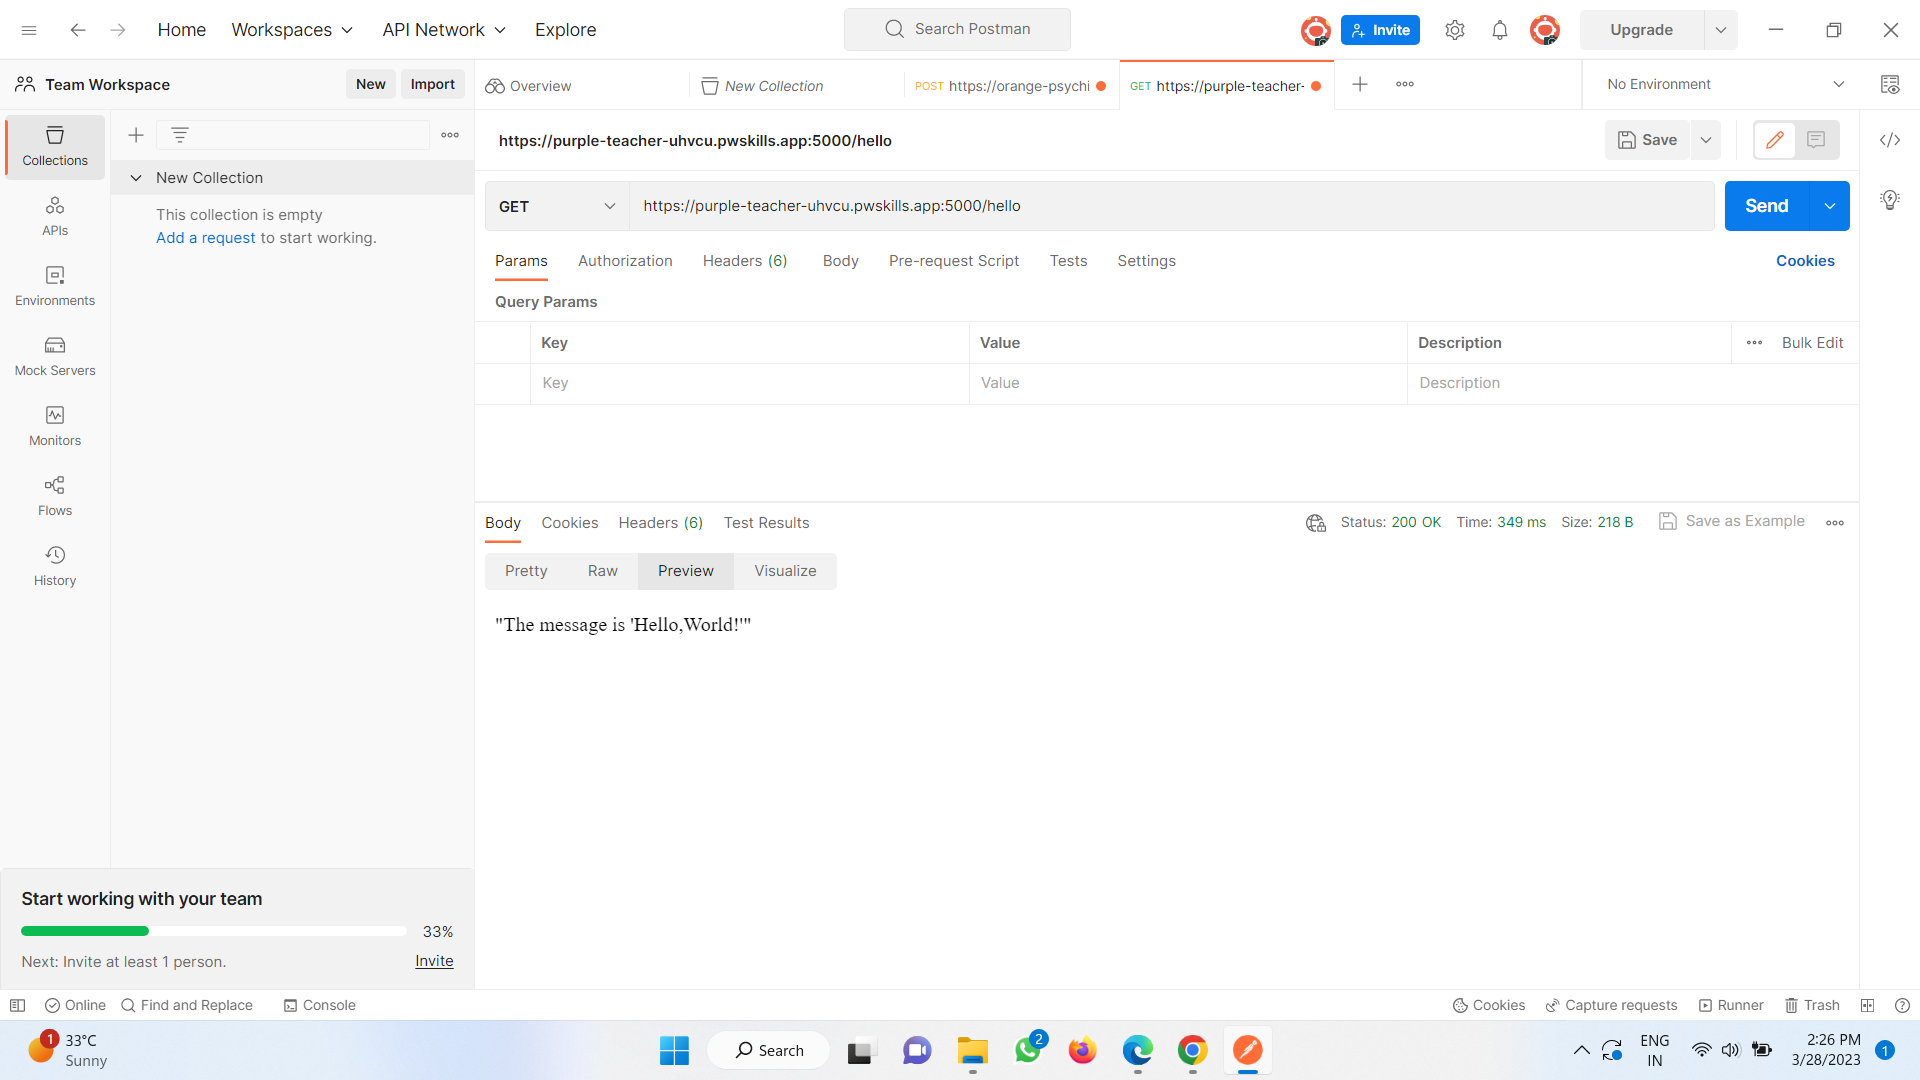 Home
Workspaces
API Network
Explore
Search Postman
Invite
Upgrade
Team Workspace
New
Import
Overview
New Collection
POST https://orange-psychi
GET https://purple-teacher-
No Environment
Collections
APIs
Environments
Mock Servers
Monitors
Flows
History
New Collection
This collection is empty
Add a request to start working.
https://purple-teacher-uhvcu.pwskills.app:5000/hello
Save
GET
https://purple-teacher-uhvcu.pwskills.app:5000/hello
Send
Params
Authorization
Headers (6)
Body
Pre-request Script
Tests
Settings
Cookies
Query Params
Key
Value
Description
Bulk Edit
Key
Value
Description
Body
Cookies
Headers (6)
Test Results
Status: 200 OK
Time: 349 ms
Size: 218 B
Save as Example
Pretty
Raw
Preview
Visualize
"The message is 'Hello,World!'"
Start working with your team
33%
Next: Invite at least 1 person.
Invite
Online
Find and Replace
Console
Cookies
Capture requests
Runner
Trash
1
33°C
Sunny
Search
2
ENG
IN
2:26 PM
3/28/2023
1